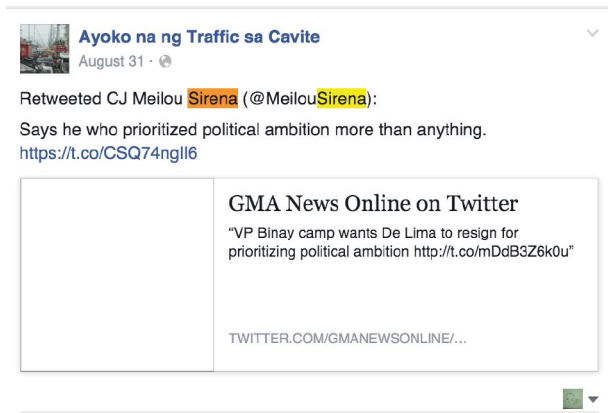 Ayoko na ng Traffic sa Cavite
August 31 ·
Retweeted CJ Meilou Sirena (@MeilouSirena):
Says he who prioritized political ambition more than anything.
https://t.co/CSQ74ngIl6
GMA News Online on Twitter
“VP Binay camp wants De Lima to resign for
prioritizing political ambition http://t.co/mDdB3Z6k0u”
TWITTER.COM/GMANEWSONLINE/...